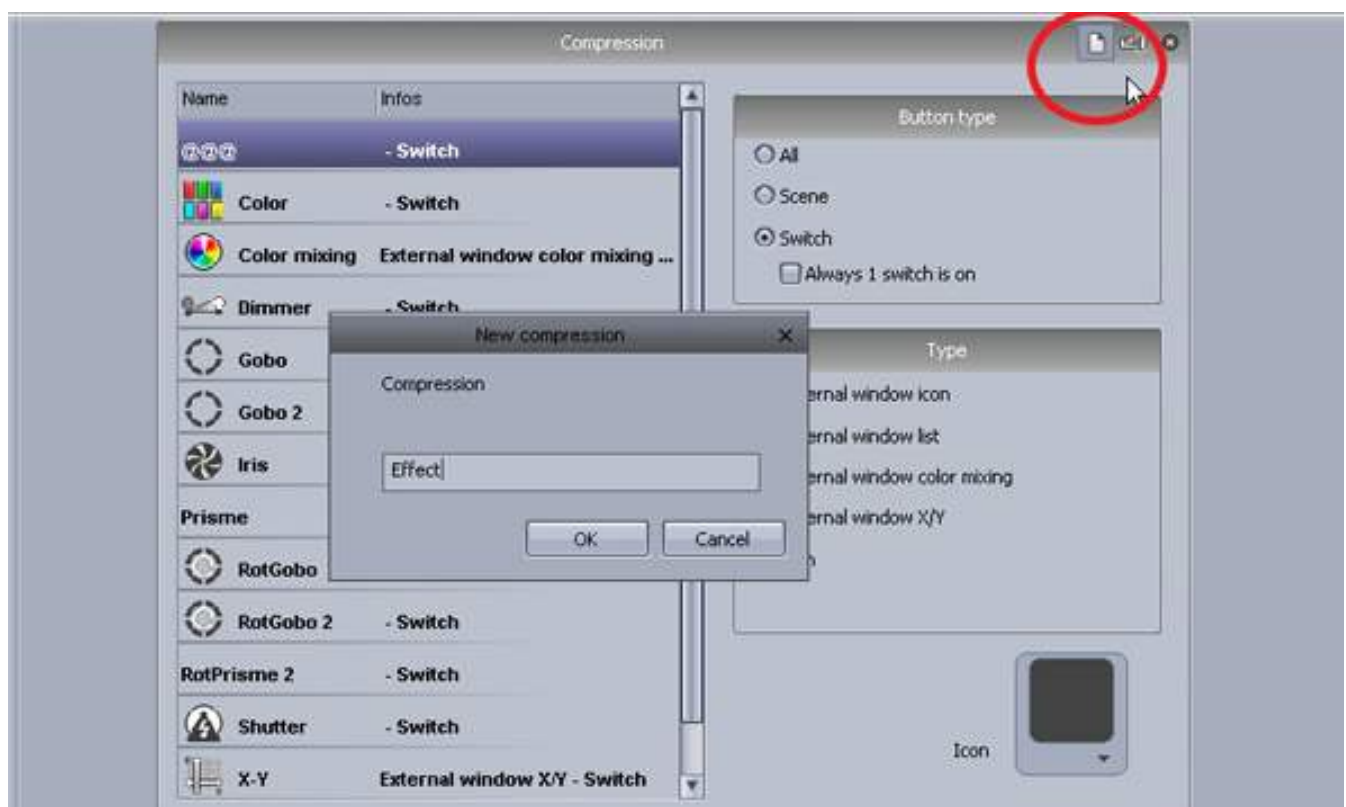 Compression
Name Infos
@@@ - Switch
Color - Switch
Color mixing External window color mixing ...
Dimmer - Switch
Gobo
Gobo 2
Iris
Prisme
RotGobo
RotGobo 2 - Switch
RotPrisme 2 - Switch
Shutter - Switch
X-Y External window X/Y - Switch
Button type
All
Scene
Switch
Always 1 switch is on
Type
ernal window icon
ernal window list
ernal window color mixing
ernal window X/Y
Icon
New compression
Compression
Effect
OK Cancel